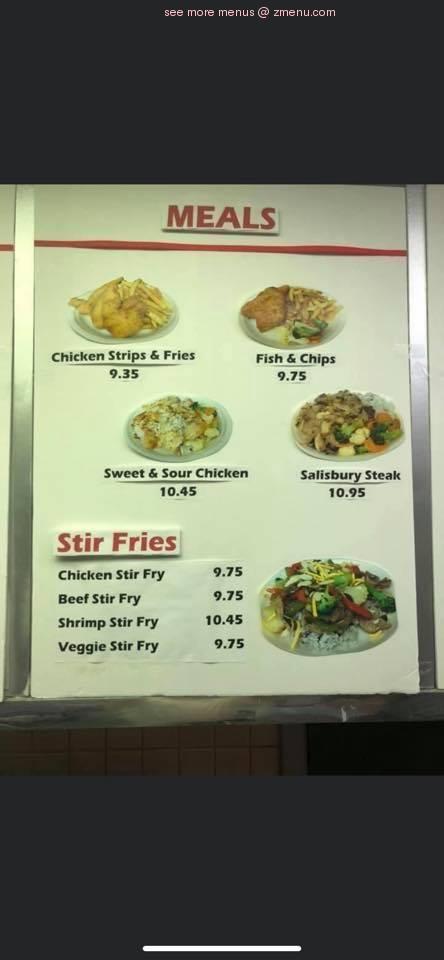 see more menus @ zmenu.com
MEALS
Chicken Strips & Fries
9.35
Fish & Chips
9.75
Sweet & Sour Chicken
10.45
Salisbury Steak
10.95
Stir Fries
Chicken Stir Fry 9.75
Beef Stir Fry 9.75
Shrimp Stir Fry 10.45
Veggie Stir Fry 9.75